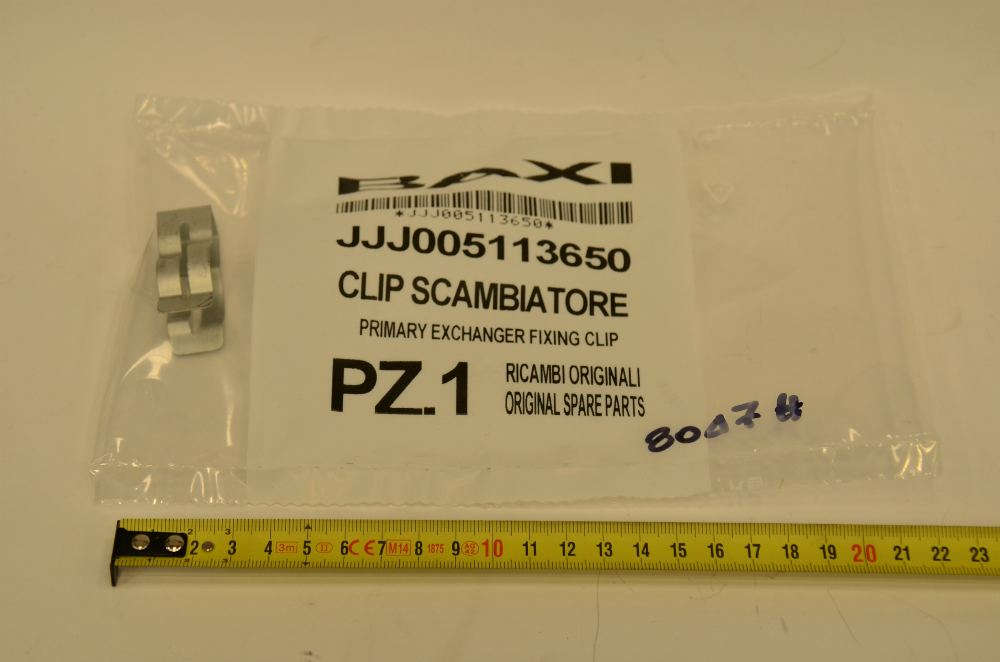 BAXI
*JJJ005113650*
JJJ005113650
CLIP SCAMBIATORE
PRIMARY EXCHANGER FIXING CLIP
PZ.1
RICAMBI ORIGINALI
ORIGINAL SPARE PARTS
2 3 4 3m 5 II 6 CE 7 M14 8 1875 9 10 11 12 13 14 15 16 17 18 19 20 21 22 23